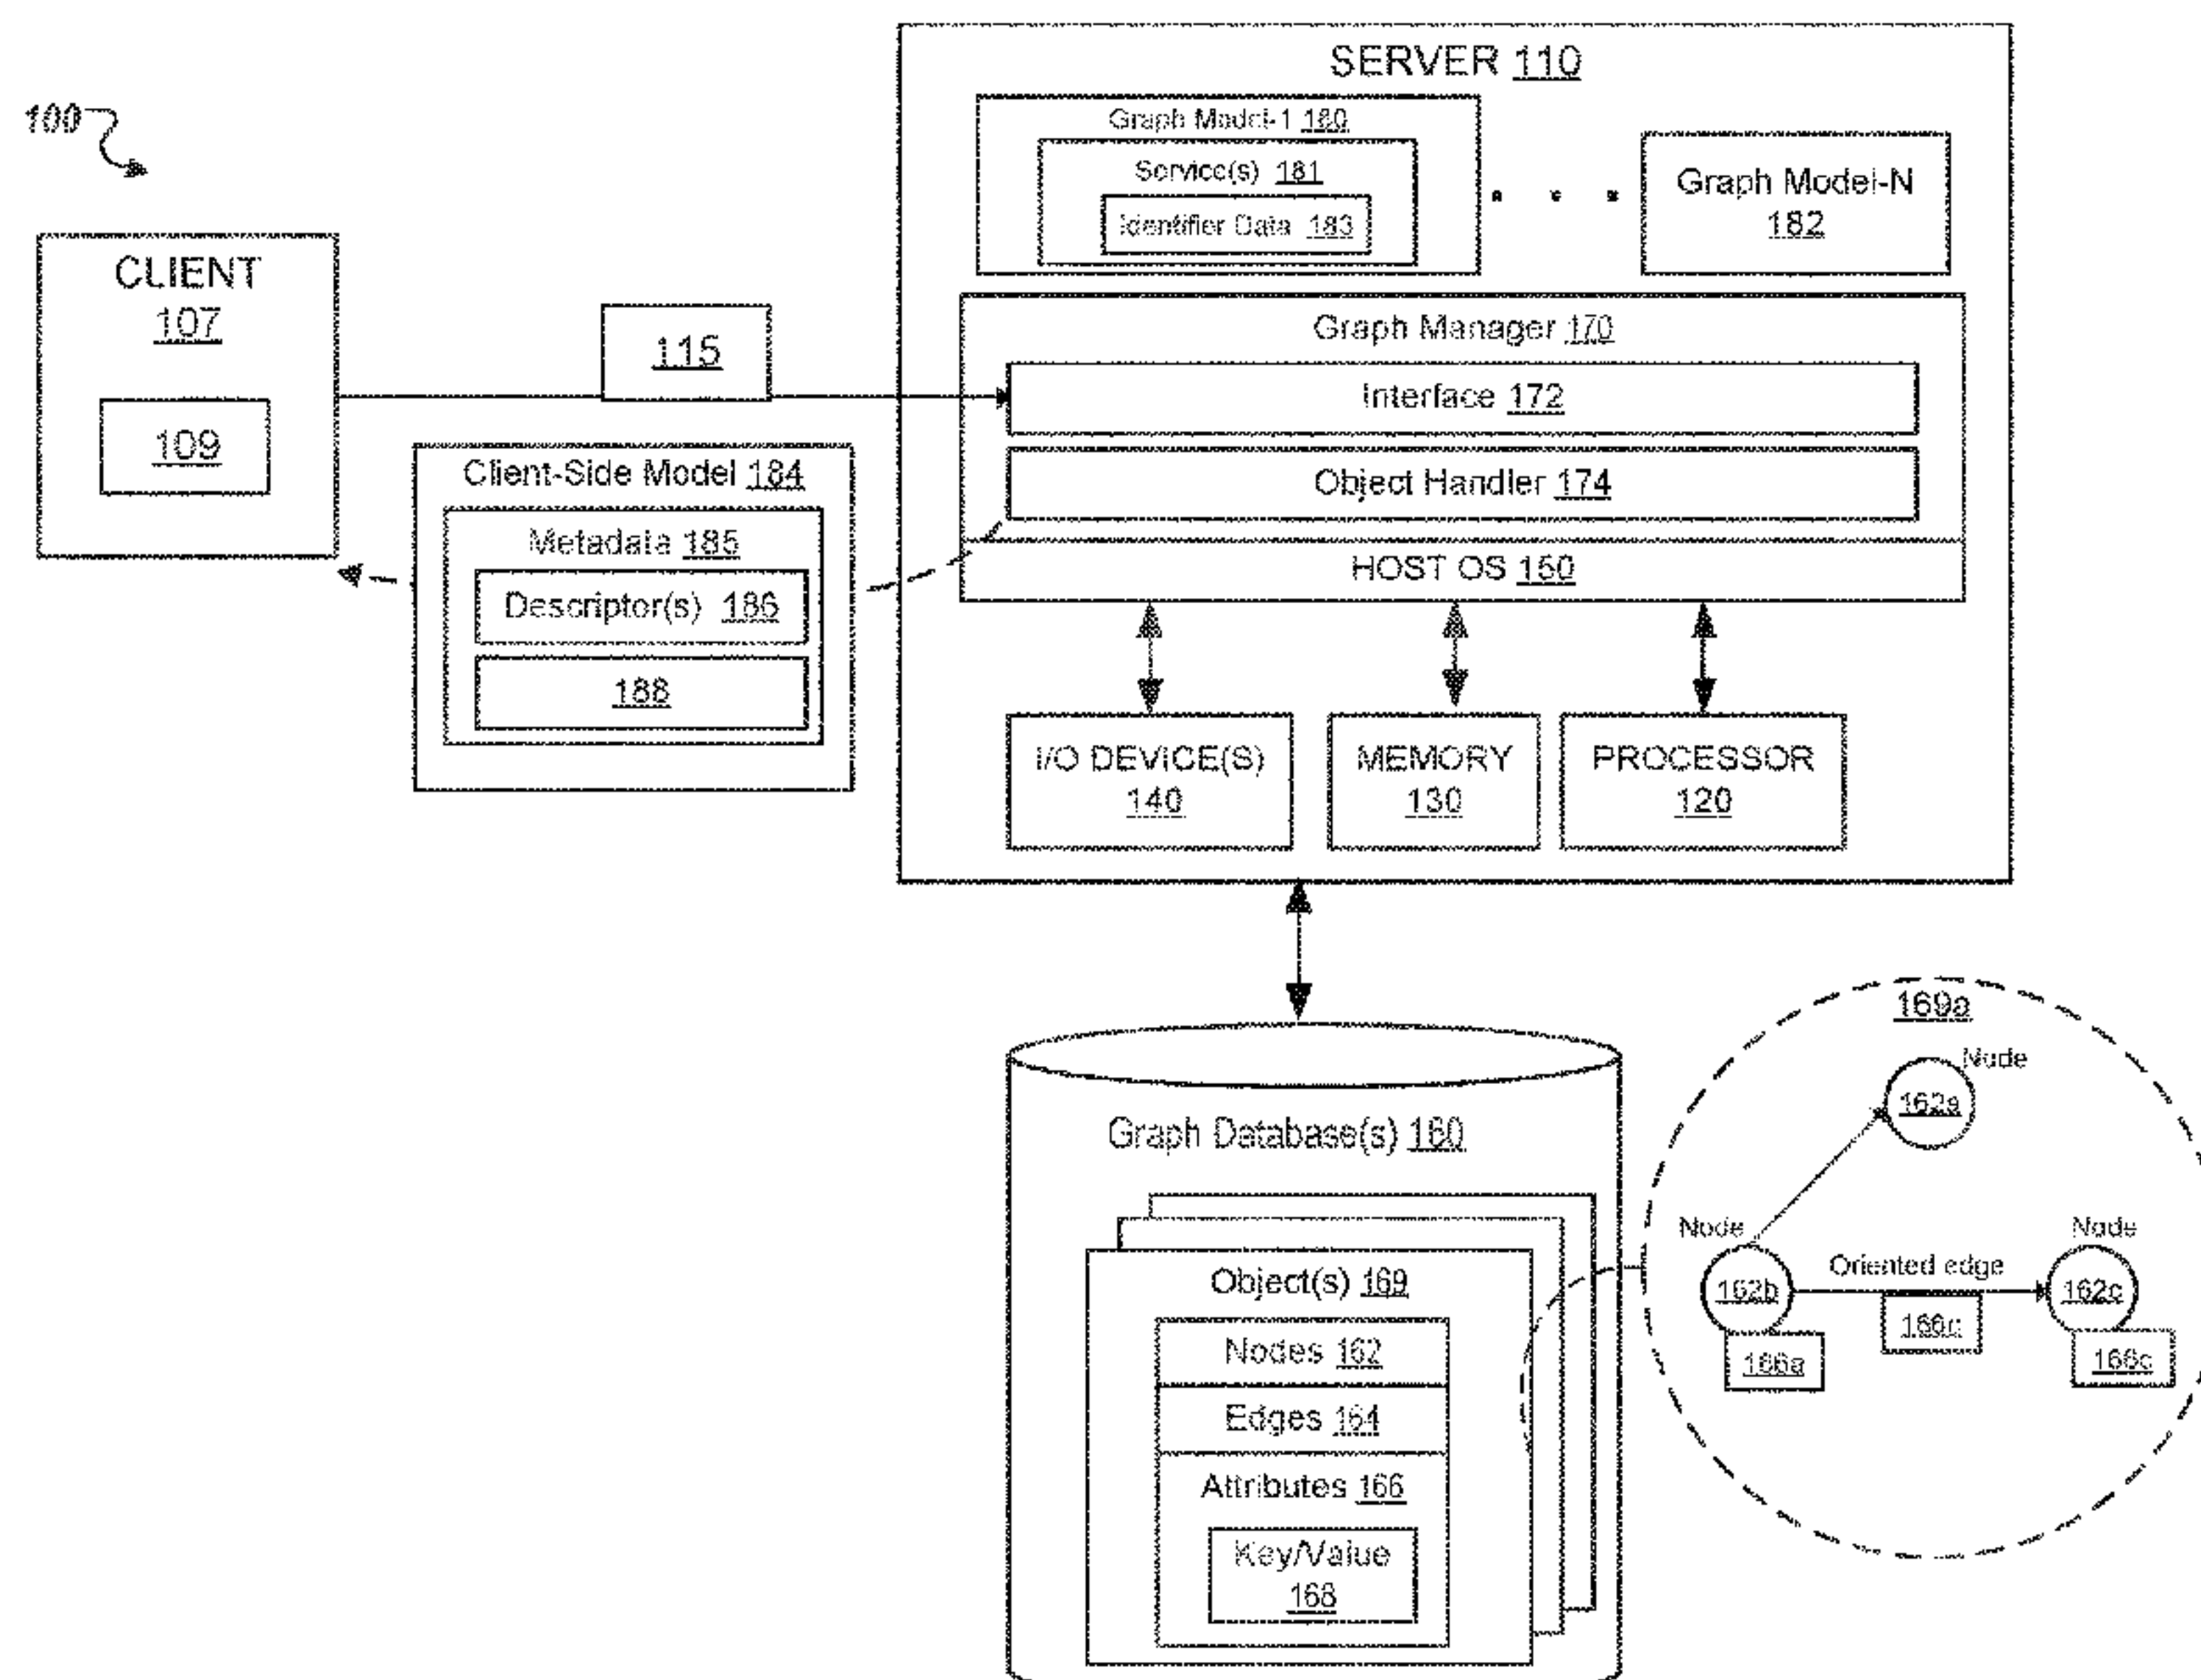 100
SERVER 110
Graph Model-1 180
Service(s) 181
Identifier Data 183
Graph Model-N
182
CLIENT
107
109
115
Graph Manager 170
Interface 172
Object Handler 174
HOST OS 150
Client-Side Model 184
Metadata 185
Descriptor(s) 186
188
I/O DEVICE(S)
140
MEMORY
130
PROCESSOR
120
Graph Database(s) 160
Object(s) 169
Nodes 162
Edges 164
Attributes 166
Key/Value
168
169a
Node
162a
Node
Node
162b
Oriented edge
162c
166a
166c